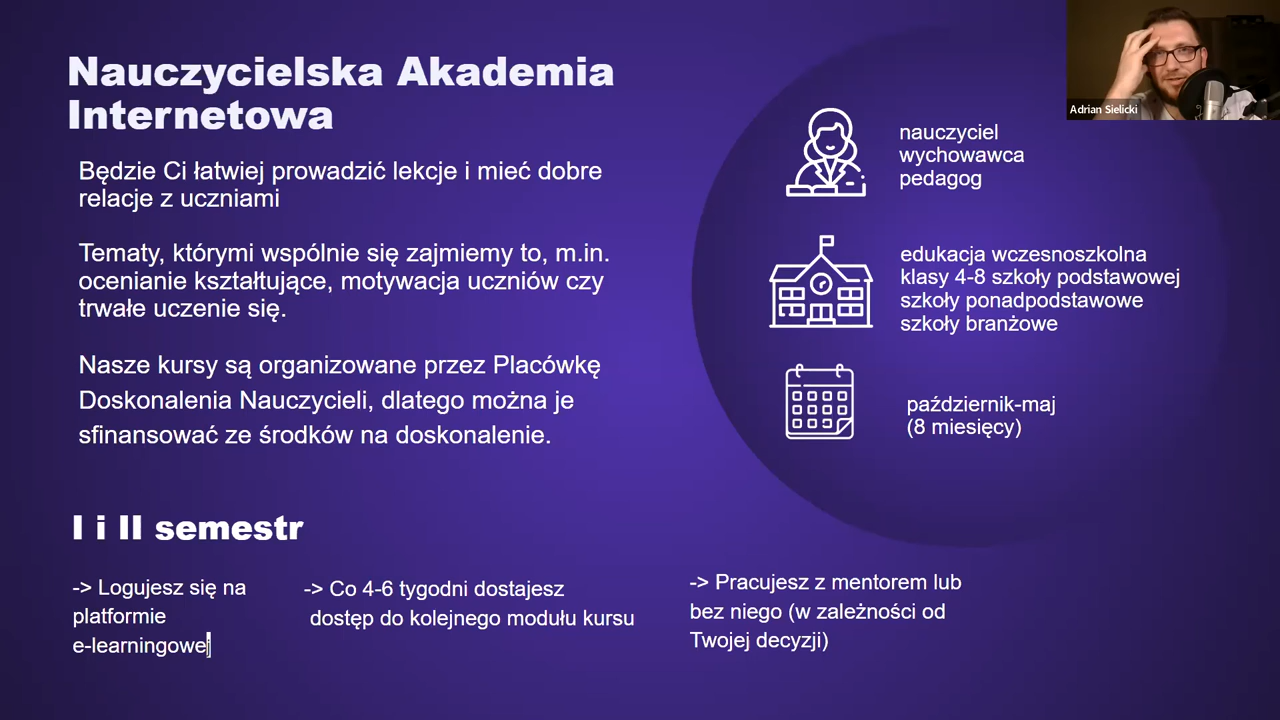 Nauczycielska Akademia
Internetowa
Będzie Ci łatwiej prowadzić lekcje i mieć dobre
relacje z uczniami
Tematy, którymi wspólnie się zajmiemy to, m.in.
ocenianie kształtujące, motywacja uczniów czy
trwałe uczenie się.
Nasze kursy są organizowane przez Placówkę
Doskonalenia Nauczycieli, dlatego można je
sfinansować ze środków na doskonalenie.
nauczyciel
wychowawca
pedagog
edukacja wczesnoszkolna
klasy 4-8 szkoły podstawowej
szkoły ponadpodstawowe
szkoły branżowe
październik-maj
(8 miesięcy)
I i II semestr
-> Logujesz się na
platformie
e-learningowej
-> Co 4-6 tygodni dostajesz
dostęp do kolejnego modułu kursu
-> Pracujesz z mentorem lub
bez niego (w zależności od
Twojej decyzji)
Adrian Sielicki